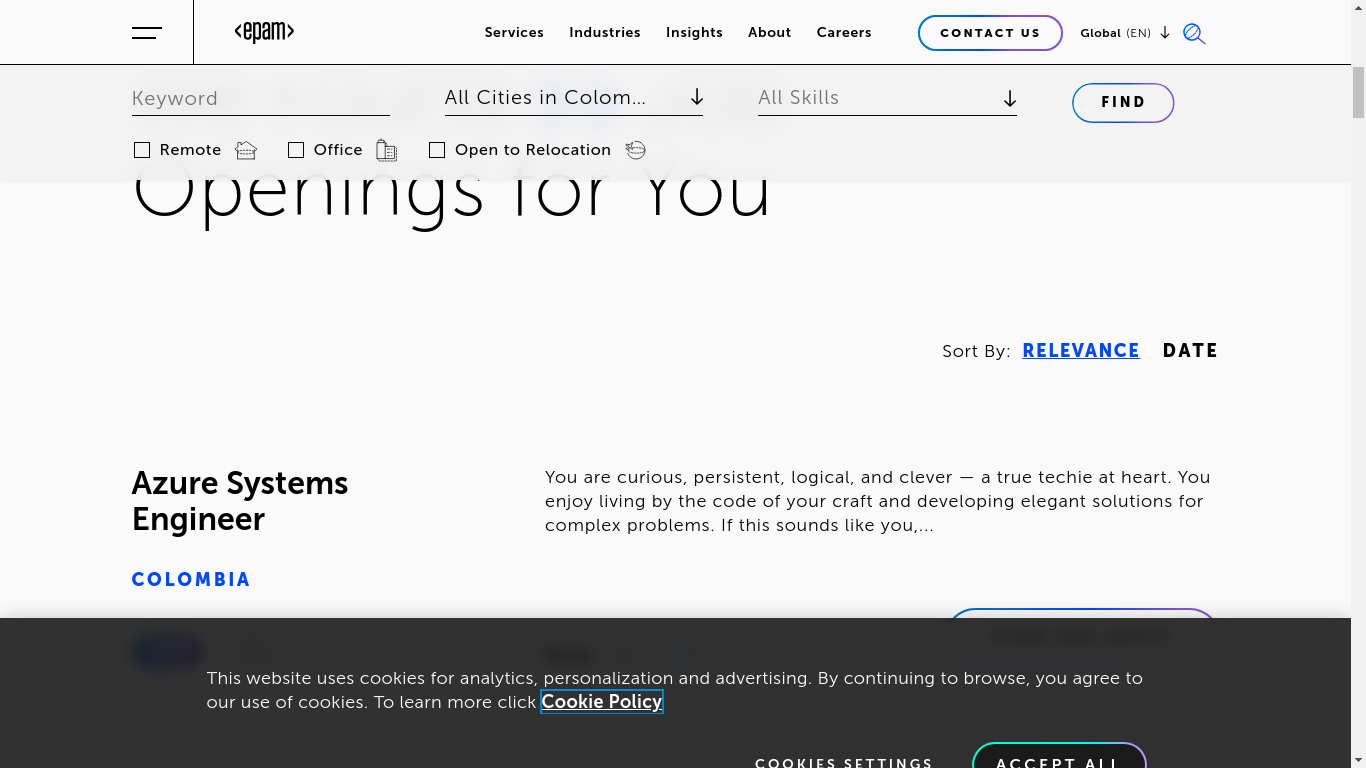 <epam>
Services Industries Insights About Careers CONTACT US Global (EN)
Keyword All Cities in Colom... All Skills FIND
Remote Office Open to Relocation
Openings for You
Sort By: RELEVANCE DATE
Azure Systems
Engineer
You are curious, persistent, logical, and clever — a true techie at heart. You
enjoy living by the code of your craft and developing elegant solutions for
complex problems. If this sounds like you,...
COLOMBIA
This website uses cookies for analytics, personalization and advertising. By continuing to browse, you agree to
our use of cookies. To learn more click Cookie Policy
COOKIES SETTINGS ACCEPT ALL